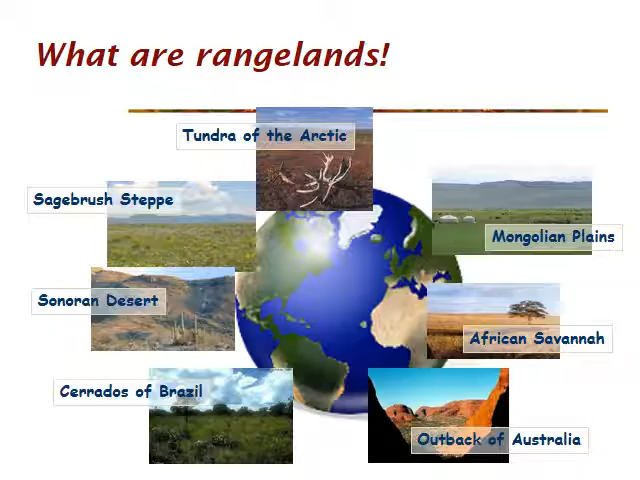 What are rangelands!
Tundra of the Arctic
Sagebrush Steppe
Mongolian Plains
Sonoran Desert
African Savannah
Cerrados of Brazil
Outback of Australia